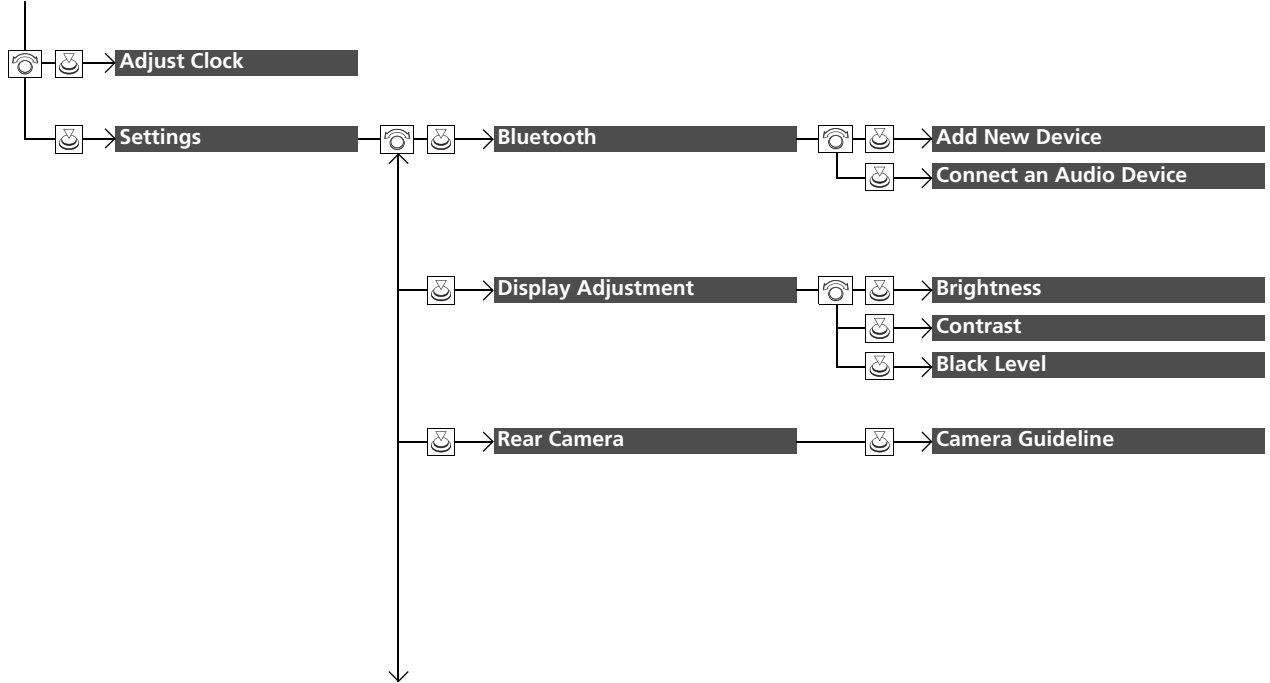 Adjust Clock
Settings
Bluetooth
Add New Device
Connect an Audio Device
Display Adjustment
Brightness
Contrast
Black Level
Rear Camera
Camera Guideline